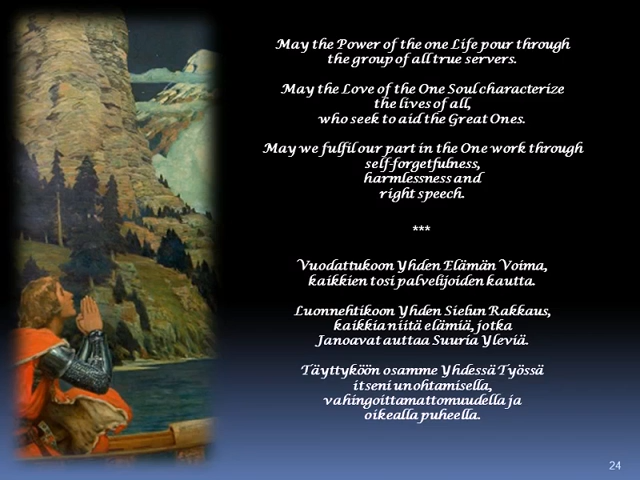 May the Power of the one Life pour through
the group of all true servers.
May the Love of the One Soul characterize
the lives of all,
who seek to aid the Great Ones.
May we fulfil our part in the One work through
self-forgetfulness,
harmlessness and
right speech.
***
Vuodattukoon Yhden Elämän Voima,
kaikkien tosi palvelijoiden kautta.
Luonnehtikoon Yhden Sielun Rakkaus,
kaikkia niitä elämiä, jotka
Janoavat auttaa Suuria Yleviä.
Täyttyköön osamme Yhdessä Työssä
itseni unohtamisella,
vahingoittamattomuudella ja
oikealla puheella.
24